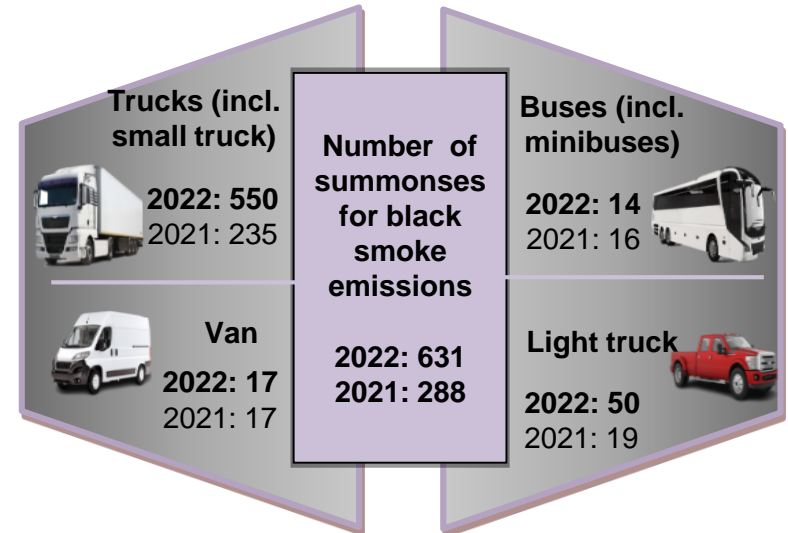 Trucks (incl.
small truck)
2022: 550
2021: 235
Number of
summonses
for black
smoke
emissions
2022: 631
2021: 288
Buses (incl.
minibuses)
2022: 14
2021: 16
Van
2022: 17
2021: 17
Light truck
2022: 50
2021: 19